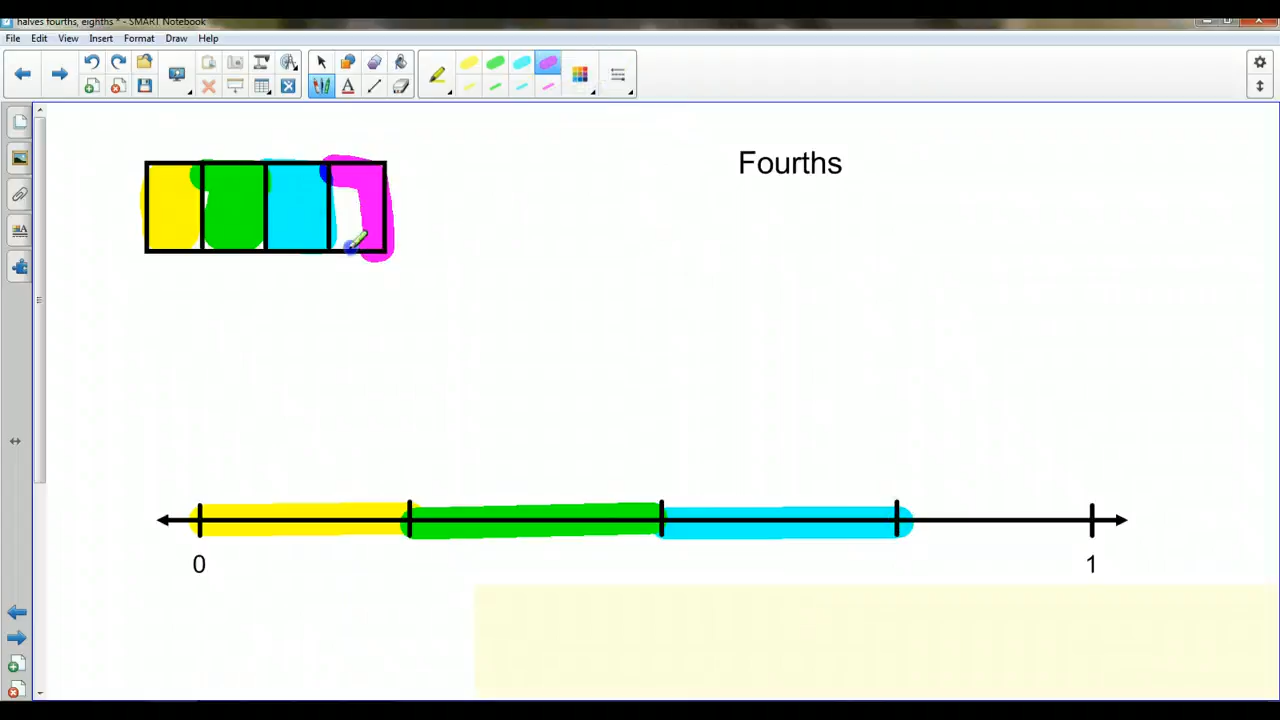 halves fourths, eighths * - SMART Notebook
File Edit View Insert Format Draw Help
Fourths
0 1